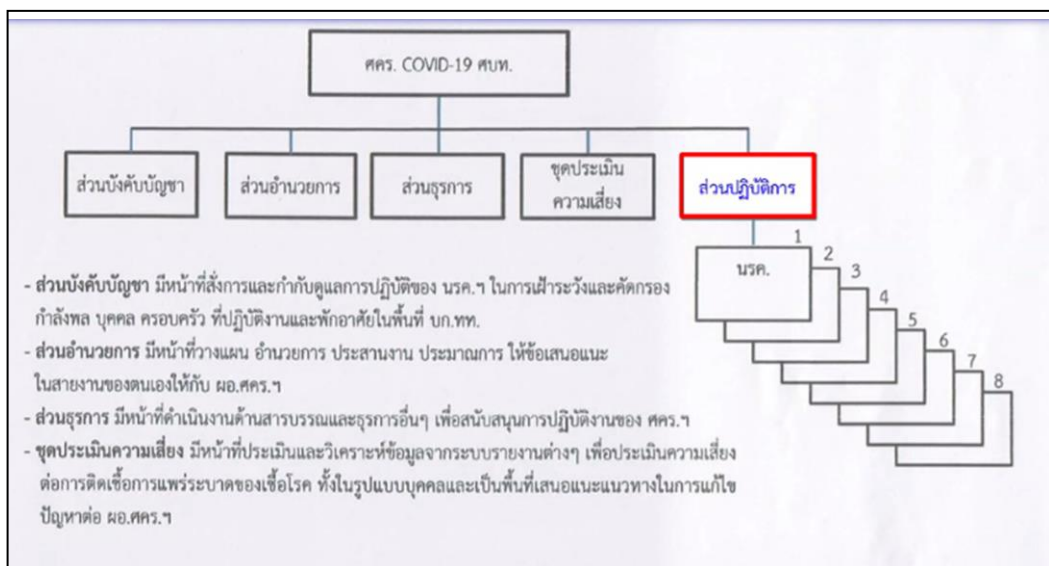 ศคร. COVID-19 ศบท.
ส่วนบังคับบัญชา
ส่วนอำนวยการ
ส่วนธุรการ
ชุดประเมิน
ความเสี่ยง
ส่วนปฏิบัติการ
นรค.
1
2
3
4
5
6
7
8
- ส่วนบังคับบัญชา มีหน้าที่สั่งการและกำกับดูแลการปฏิบัติของ นรค.ฯ ในการเฝ้าระวังและคัดกรอง
กำลังพล บุคคล ครอบครัว ที่ปฏิบัติงานและพักอาศัยในพื้นที่ บก.ทท.
- ส่วนอำนวยการ มีหน้าที่วางแผน อำนวยการ ประสานงาน ประมาณการ ให้ข้อเสนอแนะ
ในสายงานของตนเองให้กับ ผอ.ศคร.ฯ
- ส่วนธุรการ มีหน้าที่ดำเนินงานด้านสารบรรณและธุรการอื่นๆ เพื่อสนับสนุนการปฏิบัติงานของ ศคร.ฯ
- ชุดประเมินความเสี่ยง มีหน้าที่ประเมินและวิเคราะห์ข้อมูลจากระบบรายงานต่างๆ เพื่อประเมินความเสี่ยง
ต่อการติดเชื้อการแพร่ระบาดของเชื้อโรค ทั้งในรูปแบบบุคคลและเป็นพื้นที่เสนอแนะแนวทางในการแก้ไข
ปัญหาต่อ ผอ.ศคร.ฯ